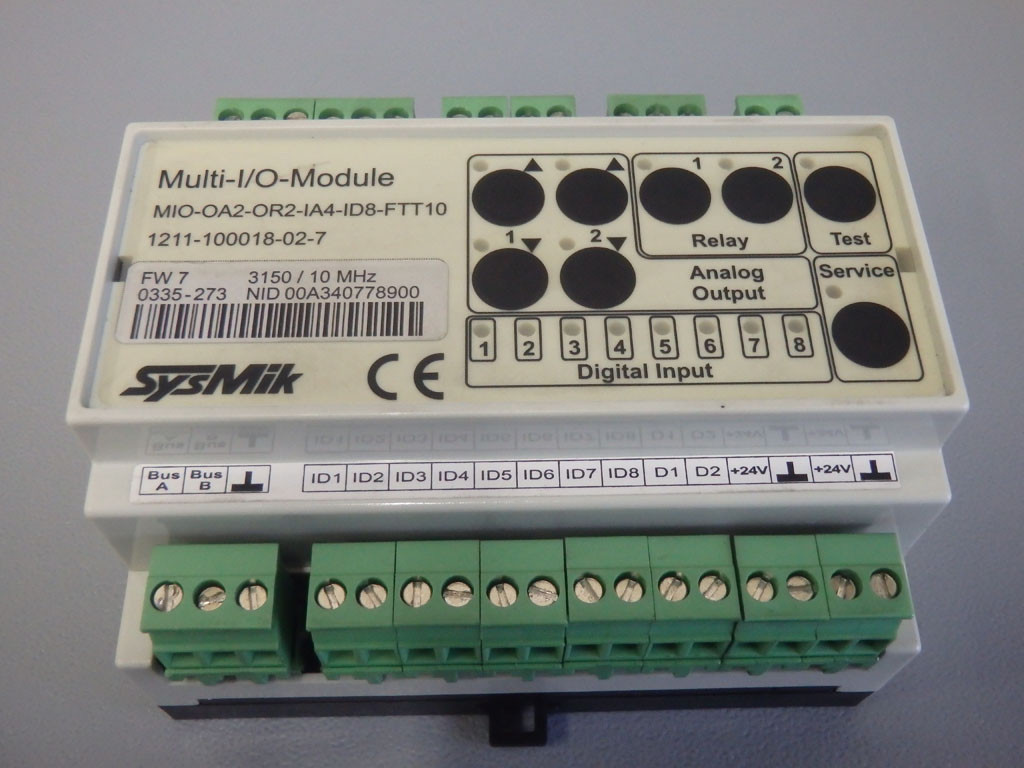 Multi-I/O-Module
MIO-OA2-OR2-IA4-ID8-FTT10
1211-100018-02-7
FW 7 3150 / 10 MHz
0335-273 NID 00A340778900
SysMik CE
1 2
Relay
Test
1 2
Analog
Output
Service
1 2 3 4 5 6 7 8
Digital Input
Bus A Bus B ID1 ID2 ID3 ID4 ID5 ID6 ID7 ID8 D1 D2 +24V +24V